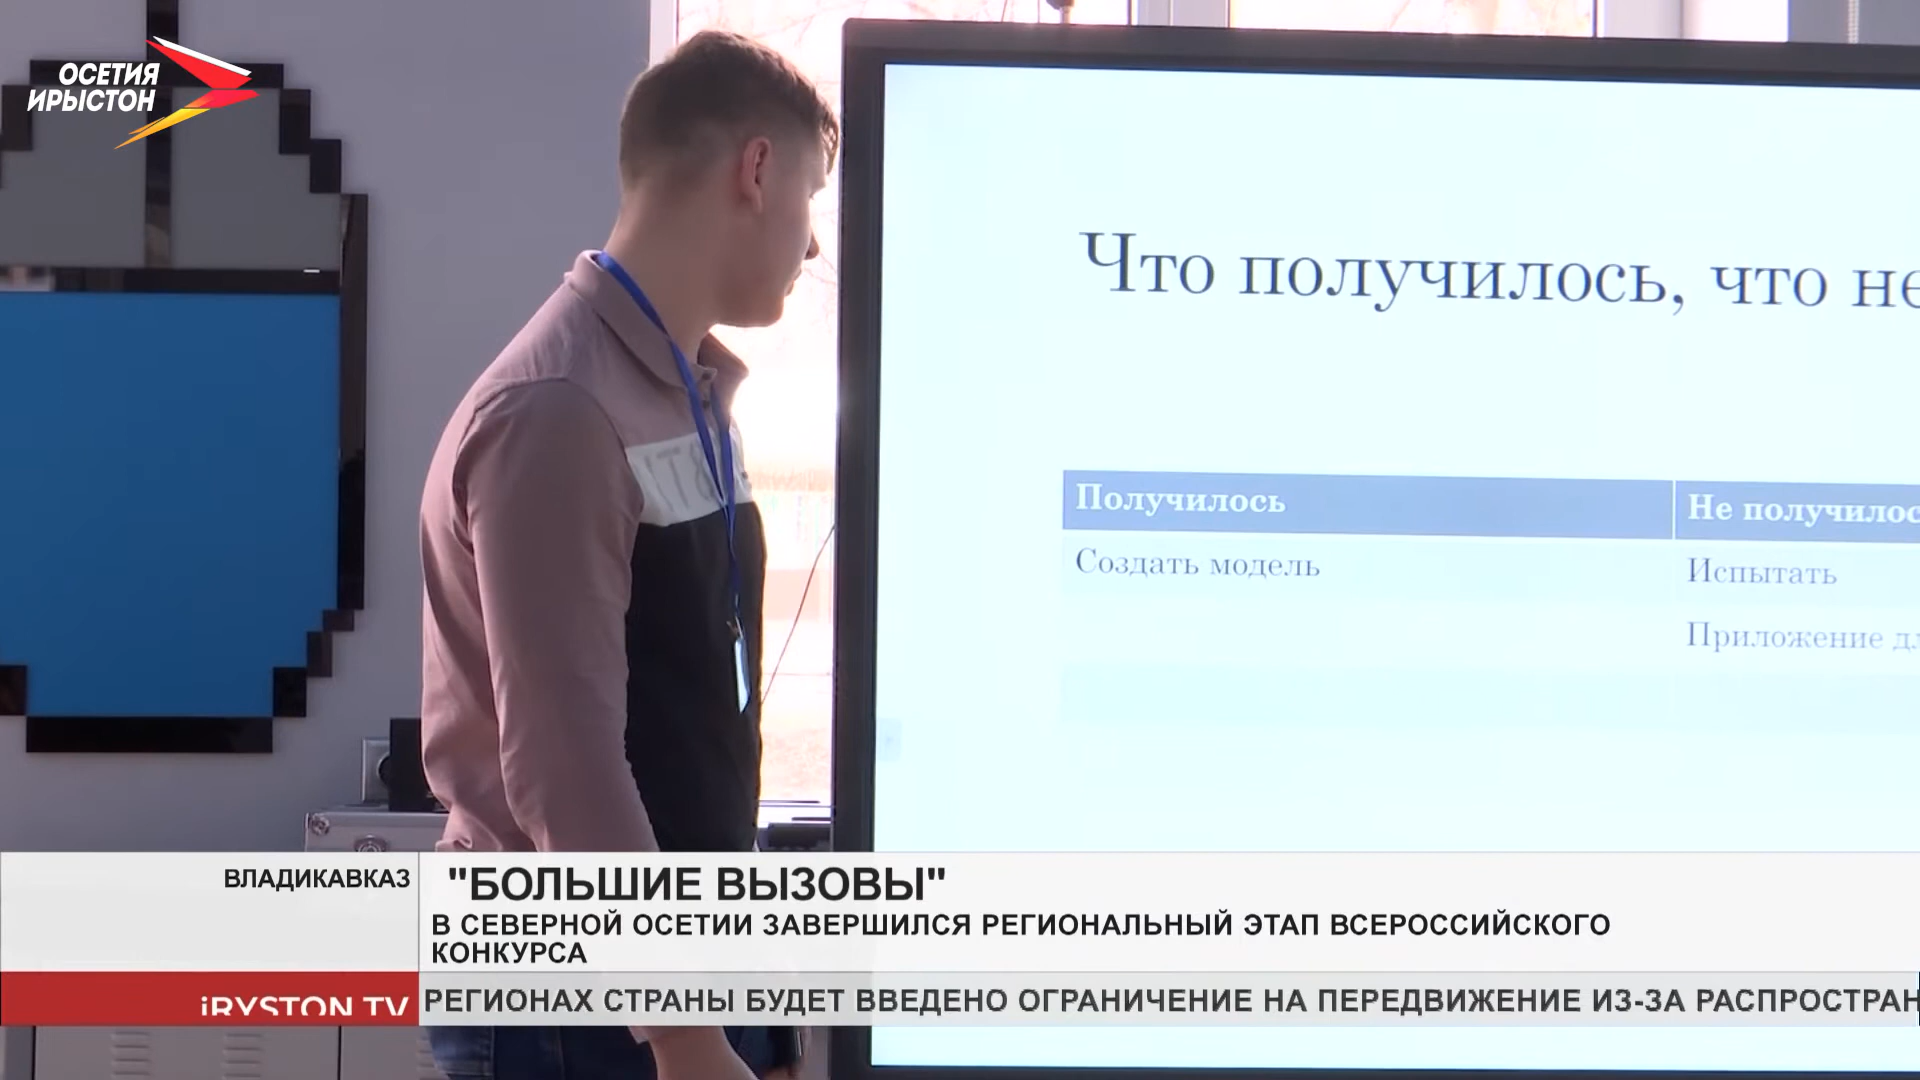 ОСЕТИЯ
ИРЫСТОН
Что получилось, что не
Получилось
Не получилос
Создать модель
Испытать
Приложение
ВЛАДИКАВКАЗ
"БОЛЬШИЕ ВЫЗОВЫ"
В СЕВЕРНОЙ ОСЕТИИ ЗАВЕРШИЛСЯ РЕГИОНАЛЬНЫЙ ЭТАП ВСЕРОССИЙСКОГО
КОНКУРСА
iRYSTON TV
РЕГИОНАХ СТРАНЫ БУДЕТ ВВЕДЕНО ОГРАНИЧЕНИЕ НА ПЕРЕДВИЖЕНИЕ ИЗ-ЗА РАСПРОСТРАН